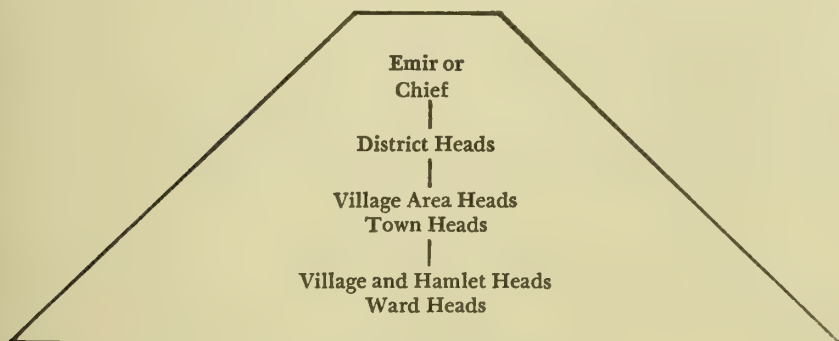 Emir or
Chief
District Heads
Village Area Heads
Town Heads
Village and Hamlet Heads
Ward Heads